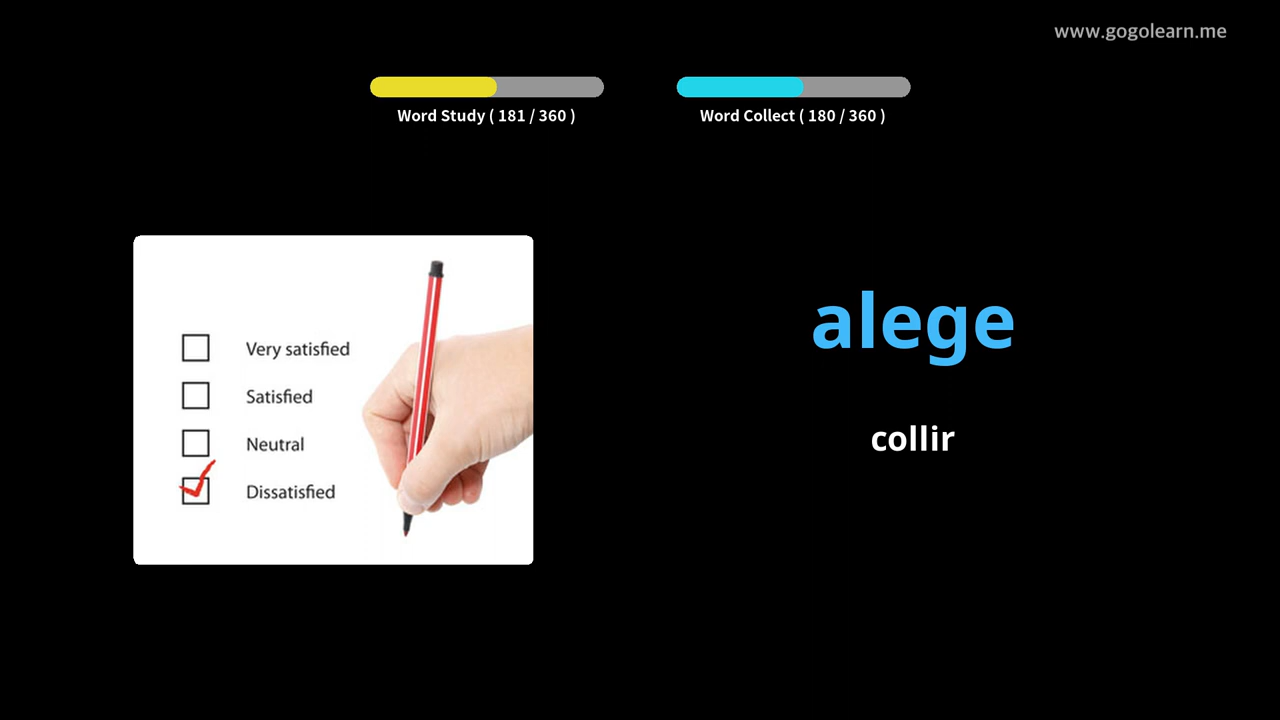 www.gogolearn.me
Word Study ( 181 / 360 )
Word Collect ( 180 / 360 )
Very satisfied
Satisfied
Neutral
Dissatisfied
alege
collir